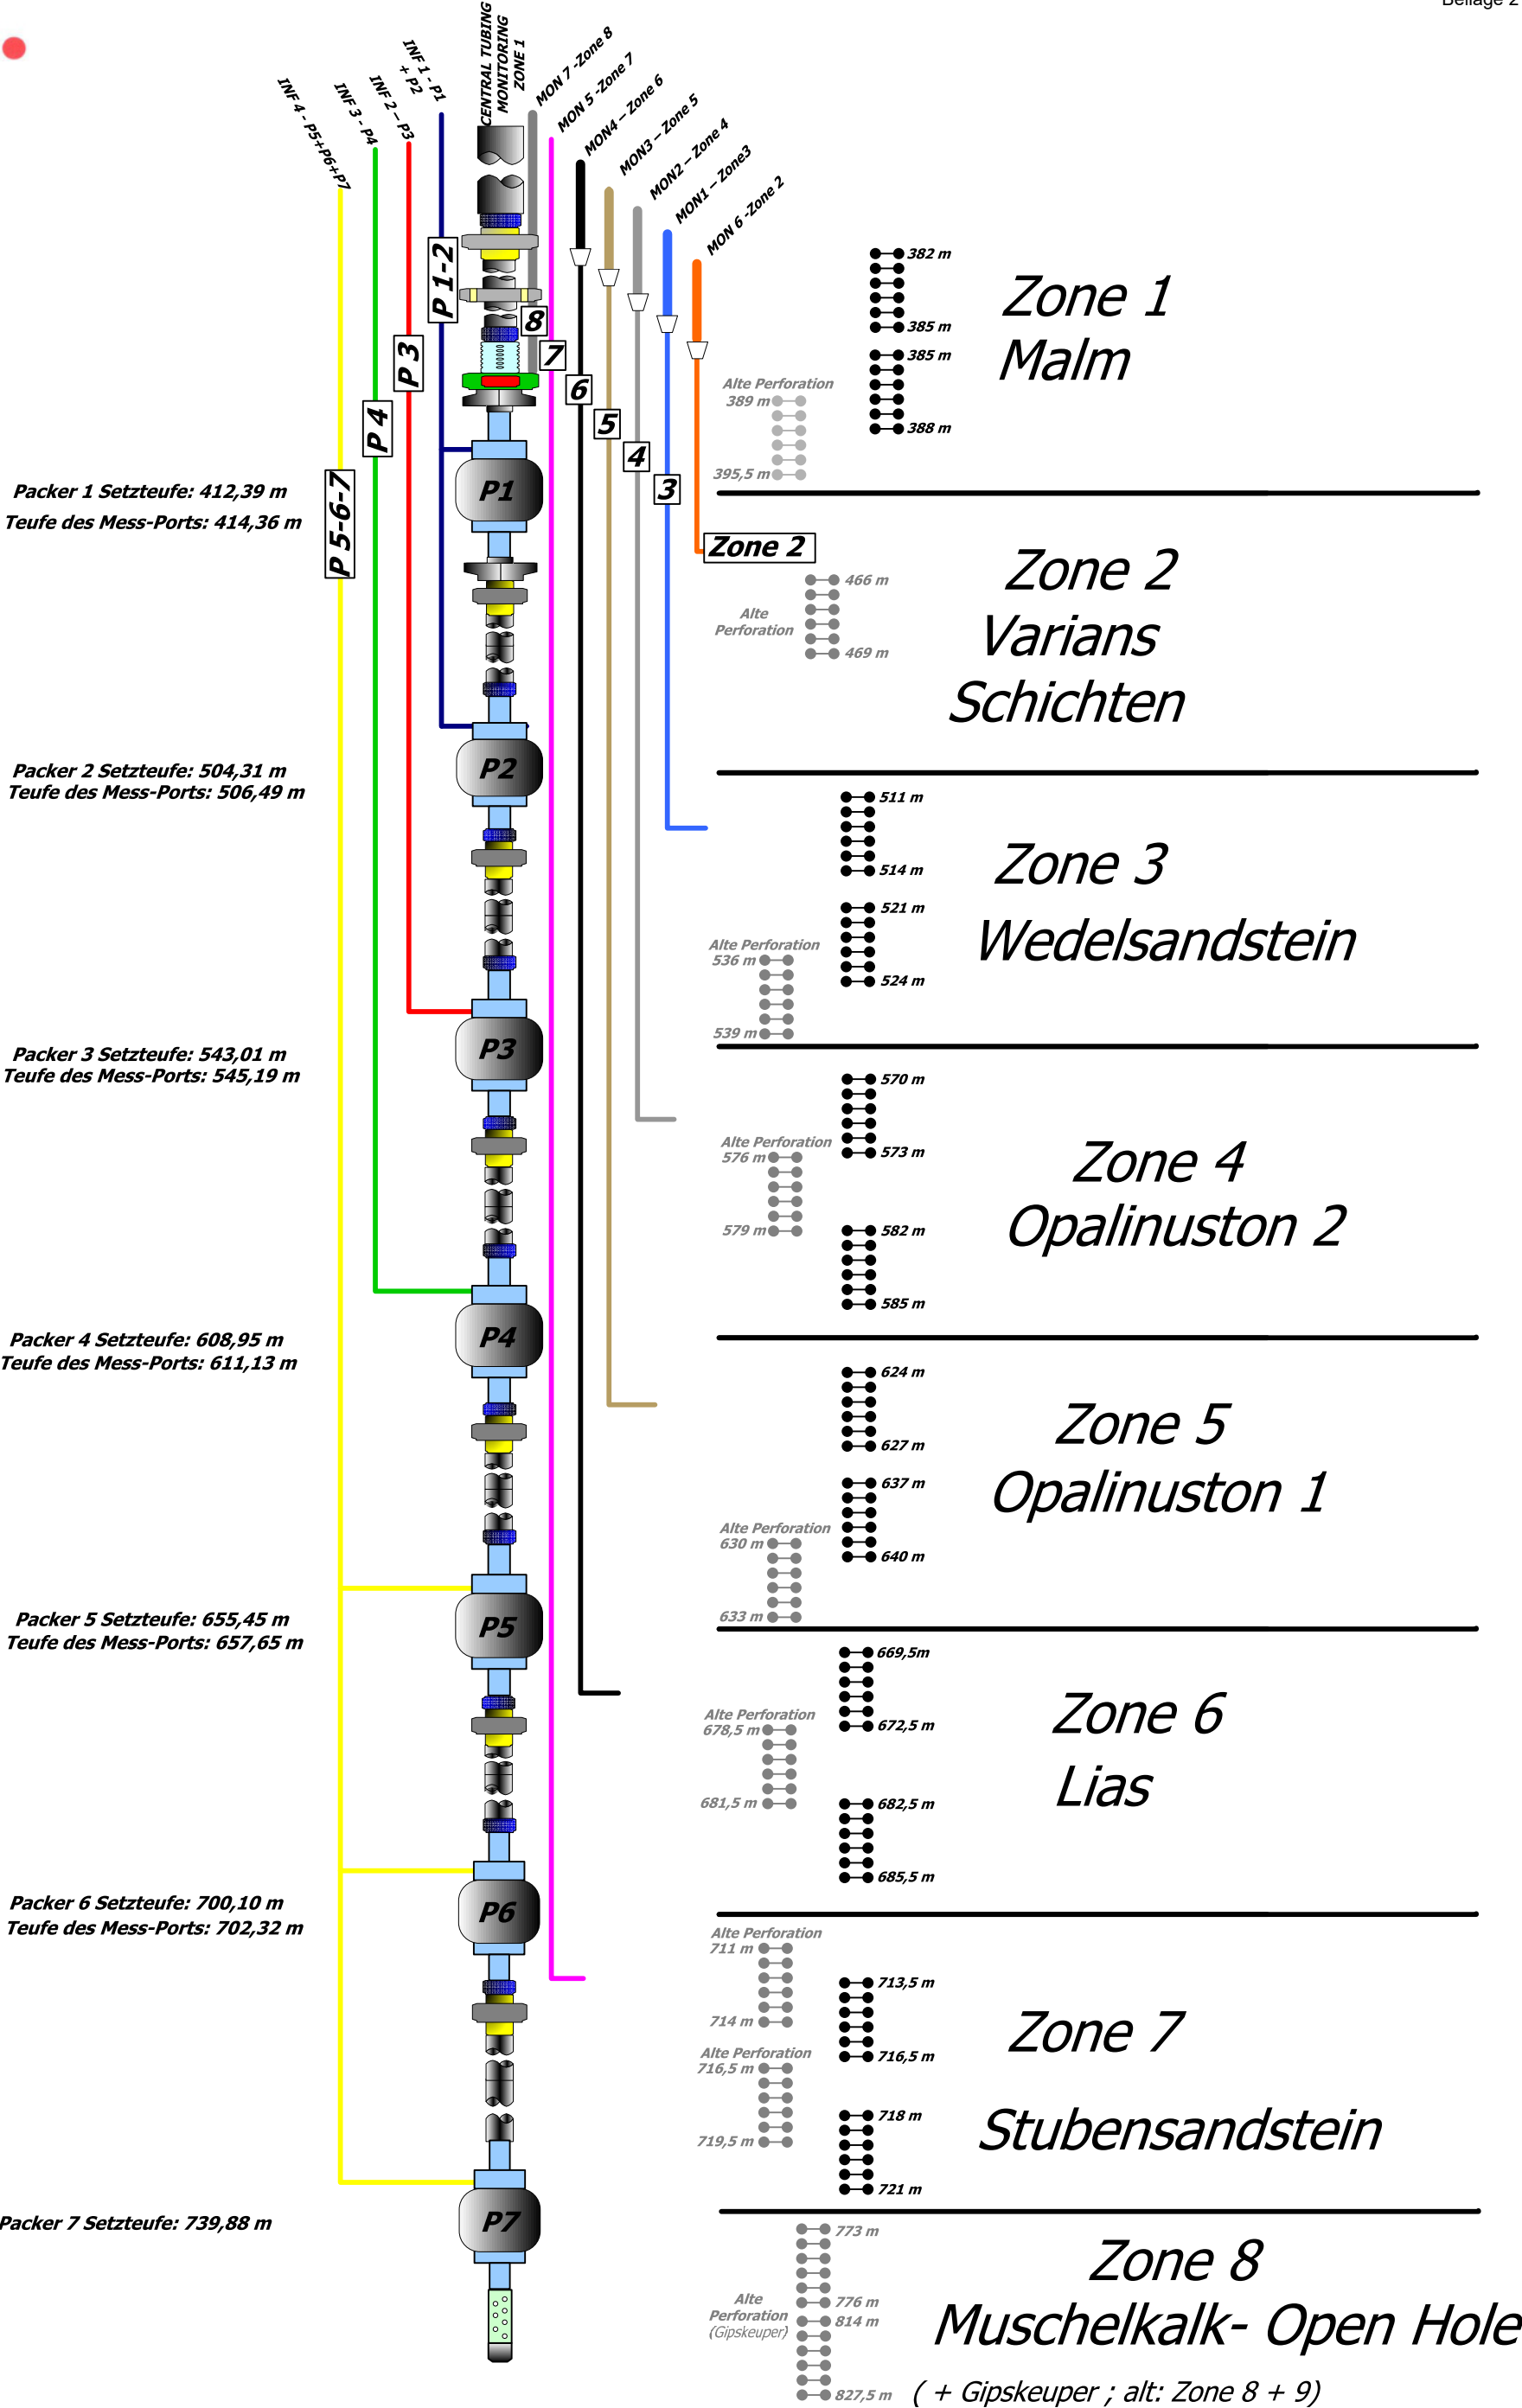 Beilage 2
INF 4 - P5+P6+P7
INF 3 - P4
INF 2 – P3
INF 1 - P1
+ P2
CENTRAL TUBING
MONITORING
ZONE 1
MON 7 -Zone 8
MON 5 -Zone 7
MON4 – Zone 6
MON3 – Zone 5
MON2 – Zone 4
MON1 – Zone3
MON 6 -Zone 2
P 1-2
P 3
P 4
P 5-6-7
8
7
6
5
4
3
382 m
385 m
385 m
388 m
Zone 1
Malm
Alte Perforation
389 m
395,5 m
Packer 1 Setzteufe: 412,39 m
Teufe des Mess-Ports: 414,36 m
P1
Zone 2
466 m
Alte
Perforation
469 m
Zone 2
Varians
Schichten
Packer 2 Setzteufe: 504,31 m
Teufe des Mess-Ports: 506,49 m
P2
511 m
514 m
521 m
524 m
Alte Perforation
536 m
539 m
Zone 3
Wedelsandstein
Packer 3 Setzteufe: 543,01 m
Teufe des Mess-Ports: 545,19 m
P3
570 m
573 m
Alte Perforation
576 m
579 m
582 m
585 m
Zone 4
Opalinuston 2
Packer 4 Setzteufe: 608,95 m
Teufe des Mess-Ports: 611,13 m
P4
624 m
627 m
637 m
640 m
Alte Perforation
630 m
633 m
Zone 5
Opalinuston 1
Packer 5 Setzteufe: 655,45 m
Teufe des Mess-Ports: 657,65 m
P5
669,5m
672,5 m
Alte Perforation
678,5 m
681,5 m
682,5 m
685,5 m
Zone 6
Lias
Packer 6 Setzteufe: 700,10 m
Teufe des Mess-Ports: 702,32 m
P6
Alte Perforation
711 m
714 m
713,5 m
716,5 m
Alte Perforation
716,5 m
719,5 m
718 m
721 m
Zone 7
Stubensandstein
Packer 7 Setzteufe: 739,88 m
P7
773 m
776 m
Alte
Perforation
(Gipskeuper)
814 m
827,5 m
Zone 8
Muschelkalk- Open Hole
( + Gipskeuper ; alt: Zone 8 + 9)